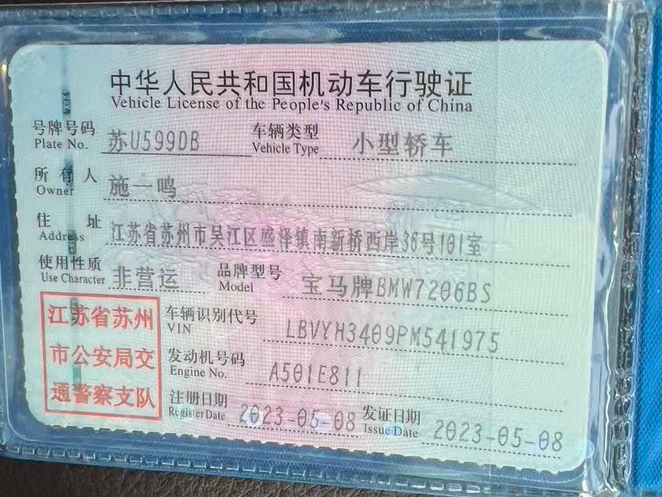 中华人民共和国机动车行驶证
Vehicle License of the People's Republic of China
号牌号码 苏U599DB 车辆类型 小型轿车
Plate No. Vehicle Type
所有人 施一鸣
Owner
住址 江苏省苏州市吴江区盛泽镇南新桥西岸36号101室
Address
使用性质 非营运 品牌型号 宝马牌BMW7206BS
Use Character Model
江苏省苏州
市公安局交
通警察支队
车辆识别代号 LBVYH3409PM541975
VIN
发动机号码 A501E811
Engine No.
注册日期 2023-05-08 发证日期 2023-05-08
Register Date Issue Date